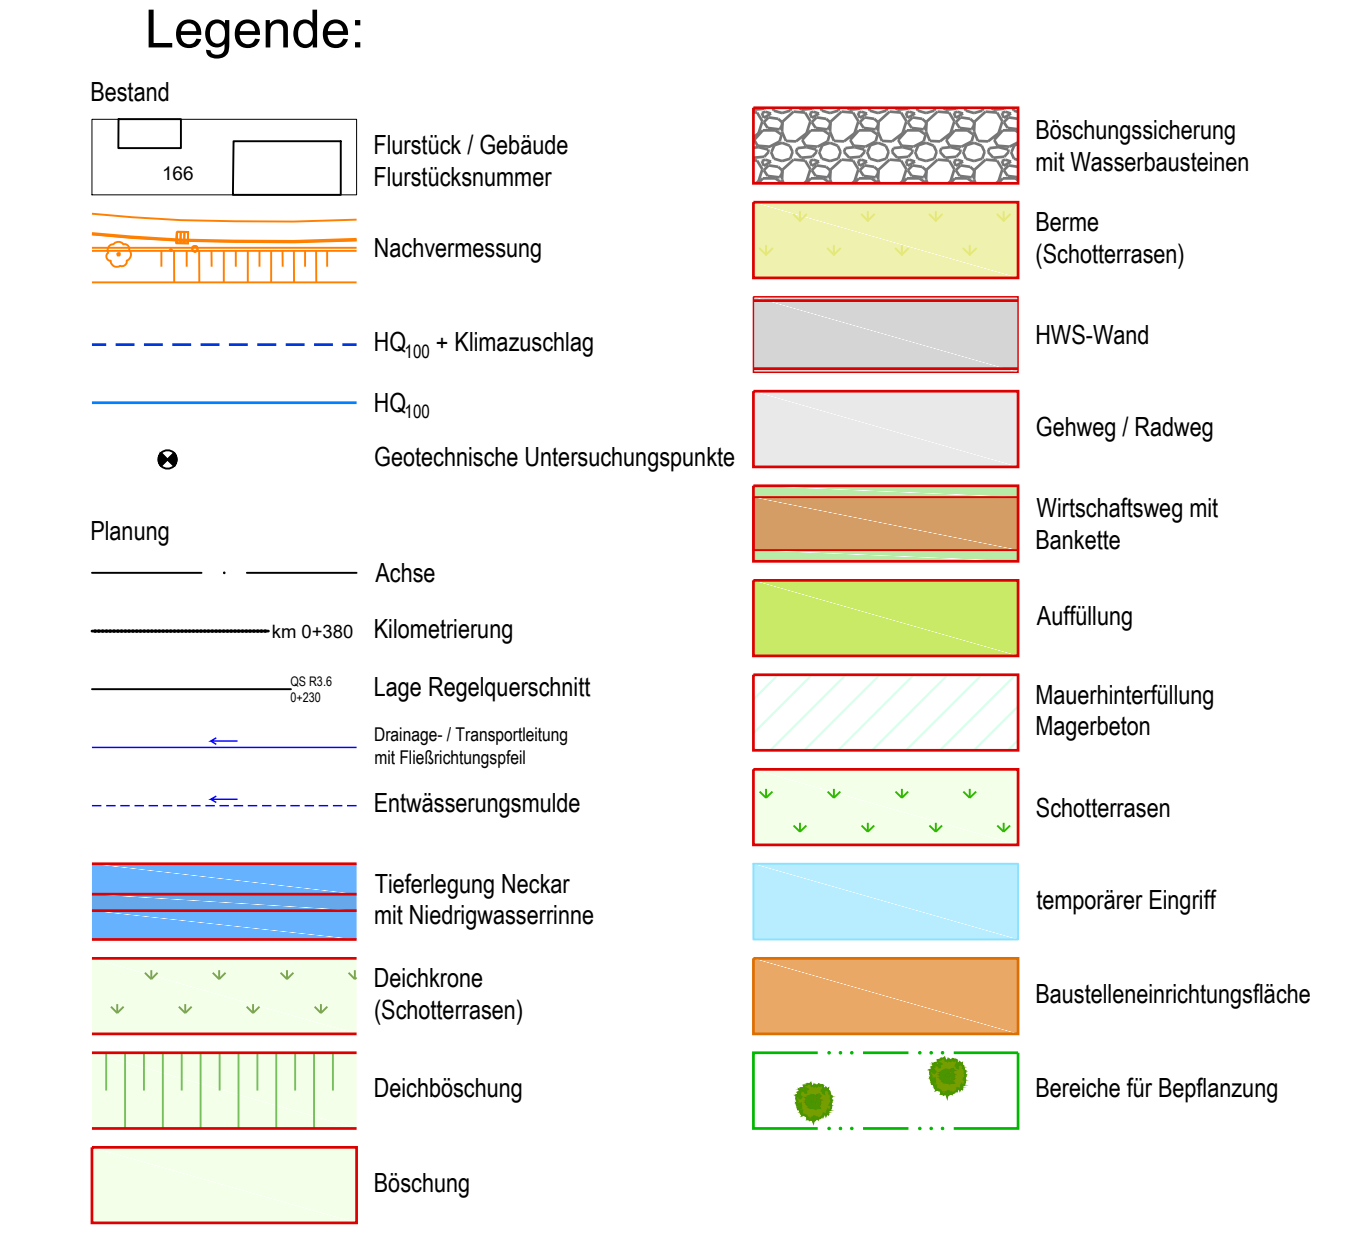 Legende:
Bestand
166
Flurstück / Gebäude
Flurstücksnummer
Nachvermessung
HQ100 + Klimazuschlag
HQ100
Geotechnische Untersuchungspunkte
Planung
Achse
km 0+380
Kilometrierung
QS R3.6
0+230
Lage Regelquerschnitt
Drainage- / Transportleitung
mit Fließrichtungspfeil
Entwässerungsmulde
Tieferlegung Neckar
mit Niedrigwasserrinne
Deichkrone
(Schotterrasen)
Deichböschung
Böschung
Böschungssicherung
mit Wasserbausteinen
Berme
(Schotterrasen)
HWS-Wand
Gehweg / Radweg
Wirtschaftsweg mit
Bankette
Auffüllung
Mauerhinterfüllung
Magerbeton
Schotterrasen
temporärer Eingriff
Baustelleneinrichtungsfläche
Bereiche für Bepflanzung